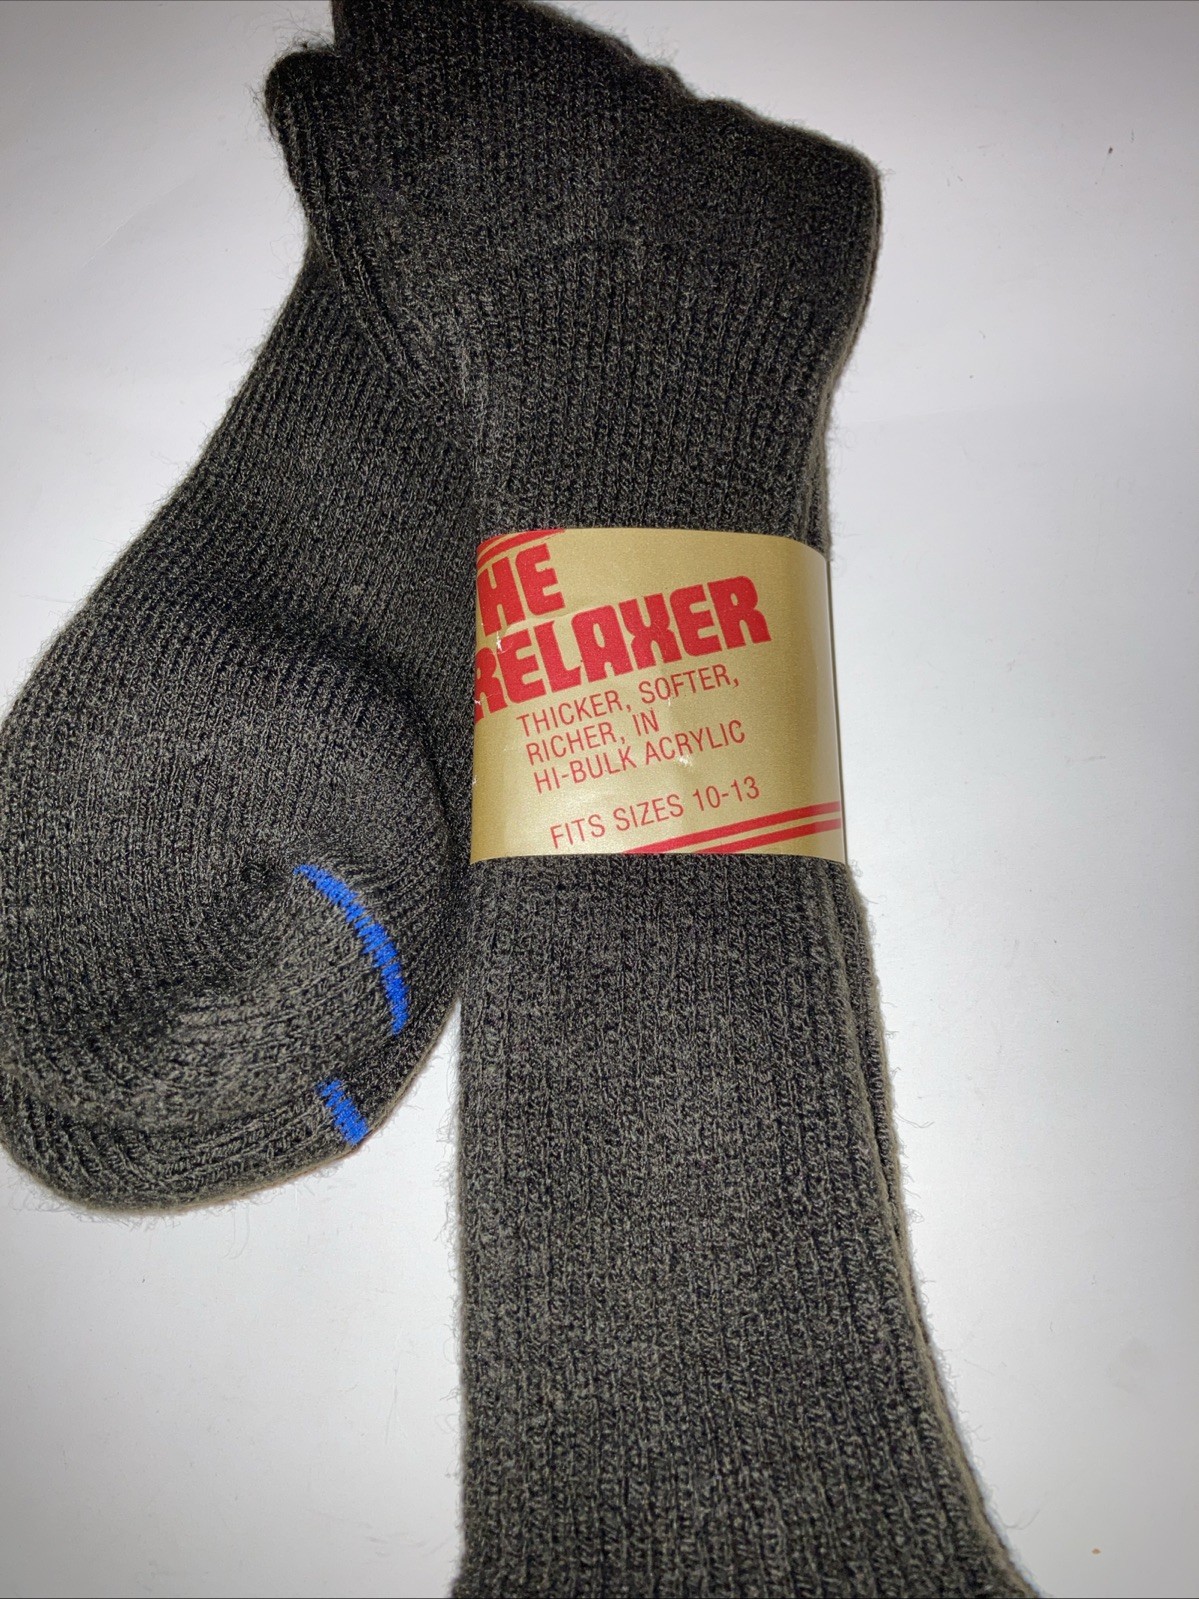 HE
RELAXER
THICKER, SOFTER,
RICHER, IN
HI-BULK ACRYLIC
FITS SIZES 10-13